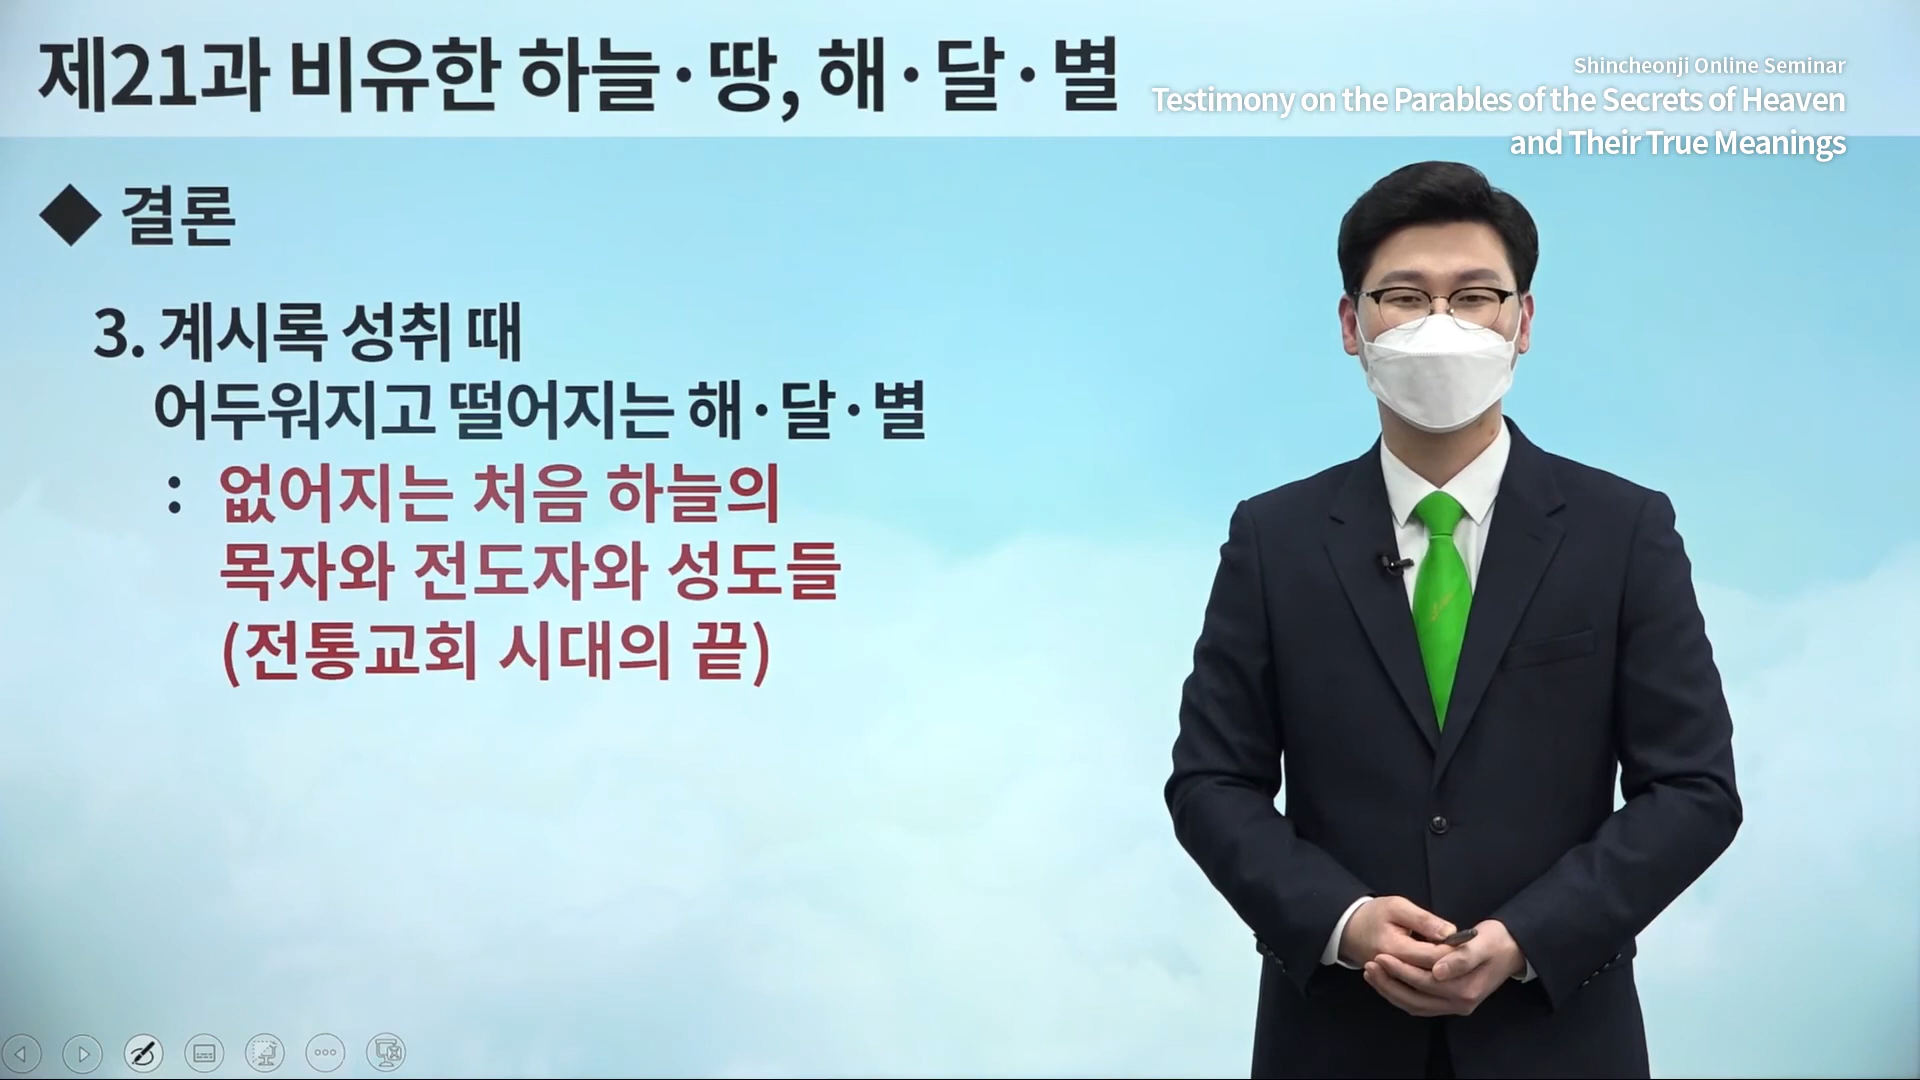 제21과 비유한 하늘·땅, 해·달·별
Shincheonji Online Seminar
Testimony on the Parables of the Secrets of Heaven
and Their True Meanings
◆ 결론
3. 계시록 성취 때
어두워지고 떨어지는 해·달·별
: 없어지는 처음 하늘의
목자와 전도자와 성도들
(전통교회 시대의 끝)